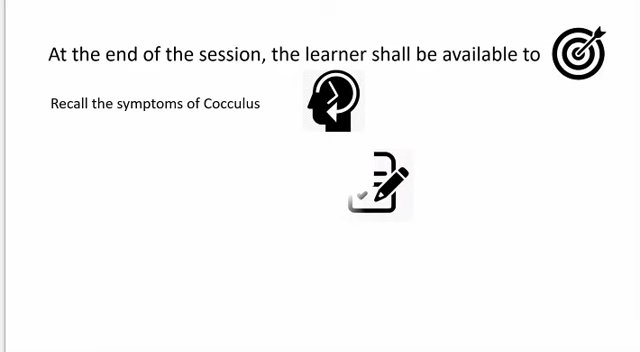 At the end of the session, the learner shall be available to
Recall the symptoms of Cocculus